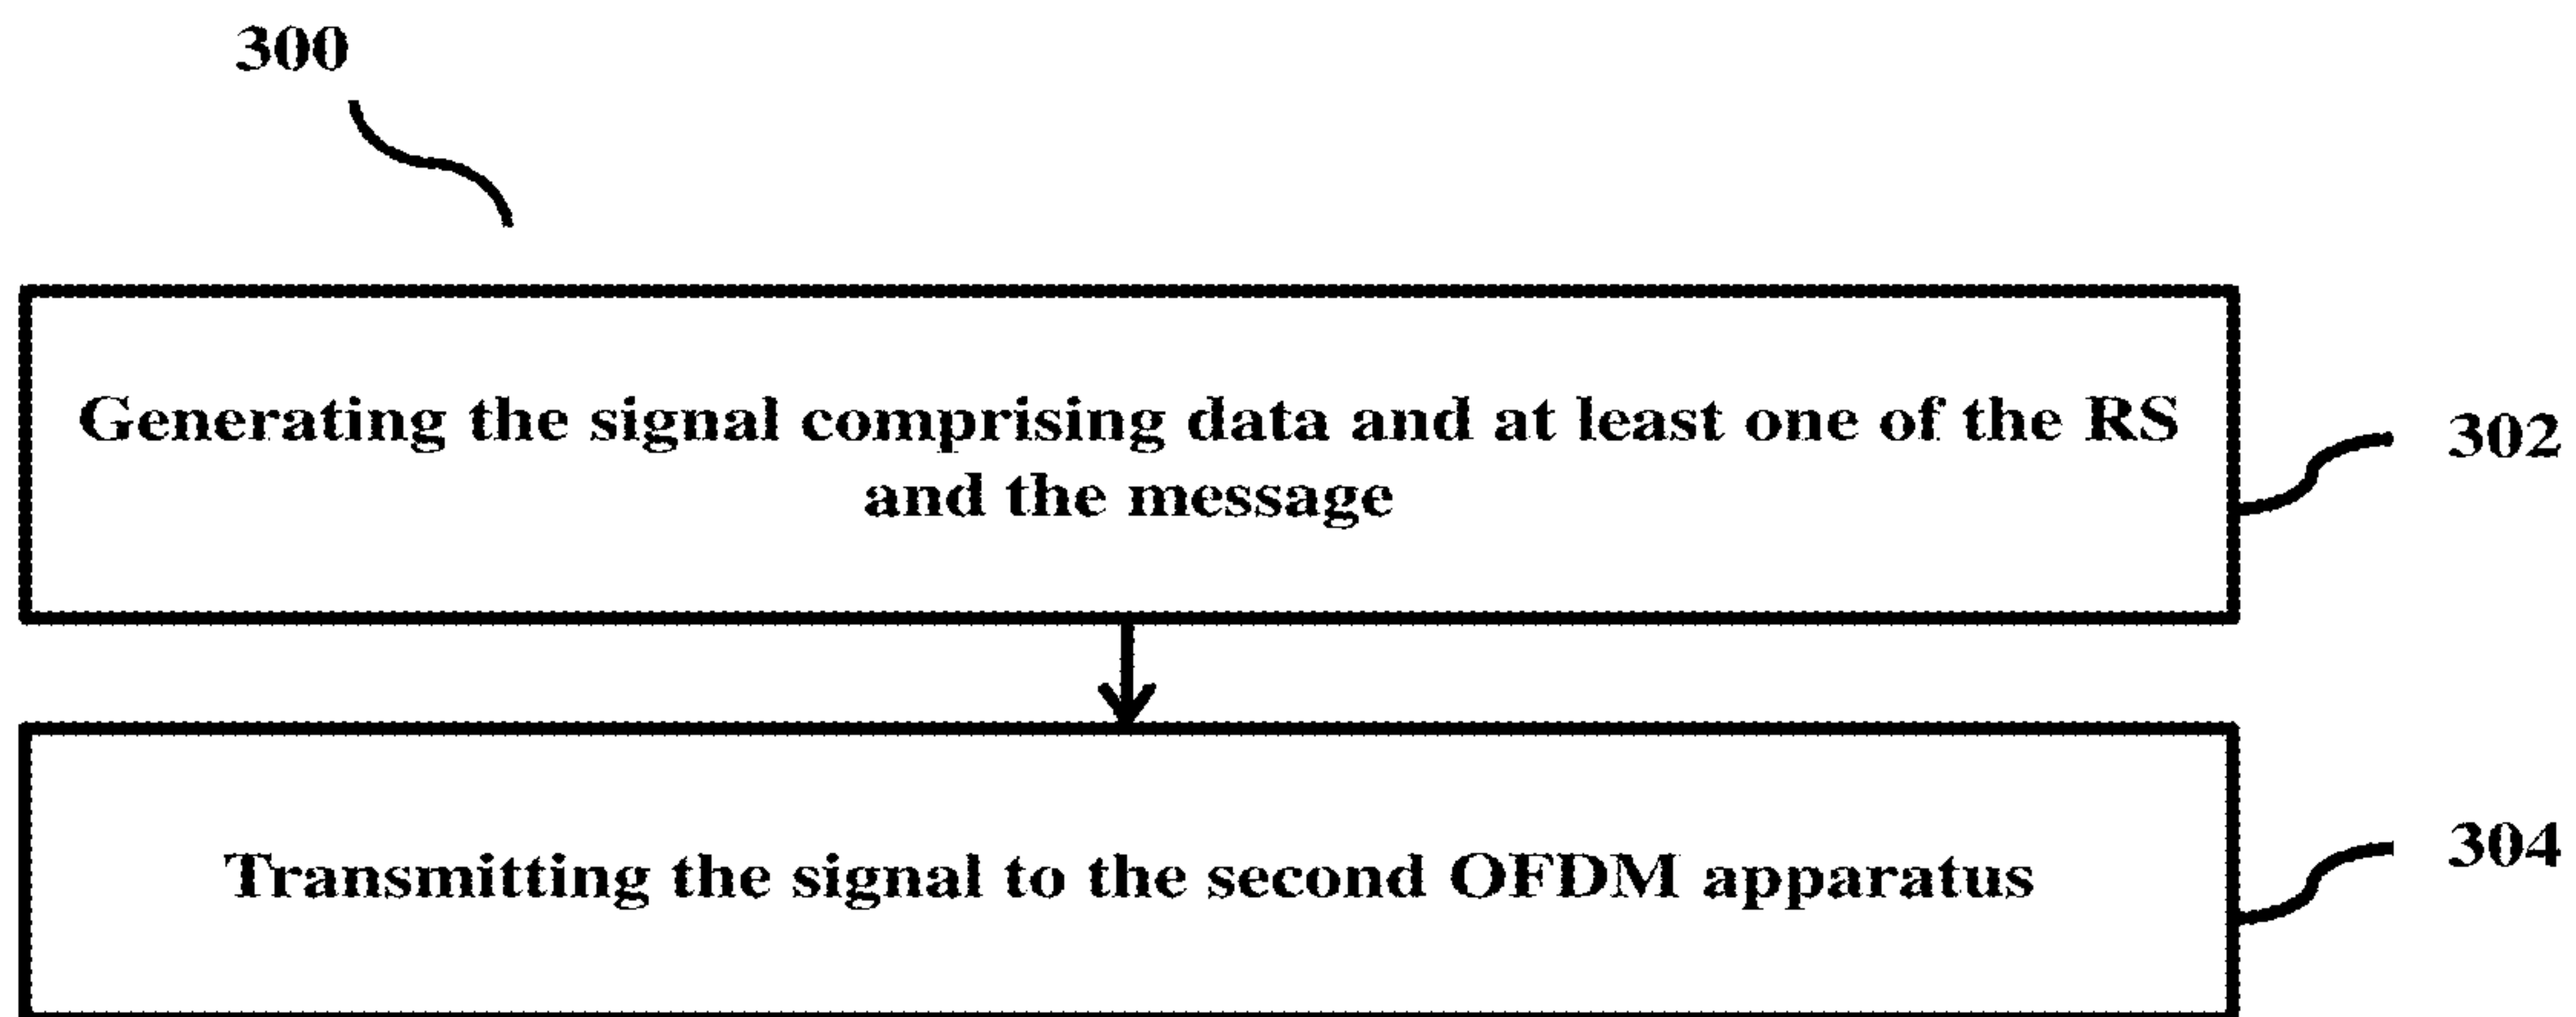 300
Generating the signal comprising data and at least one of the RS
and the message
302
Transmitting the signal to the second OFDM apparatus
304